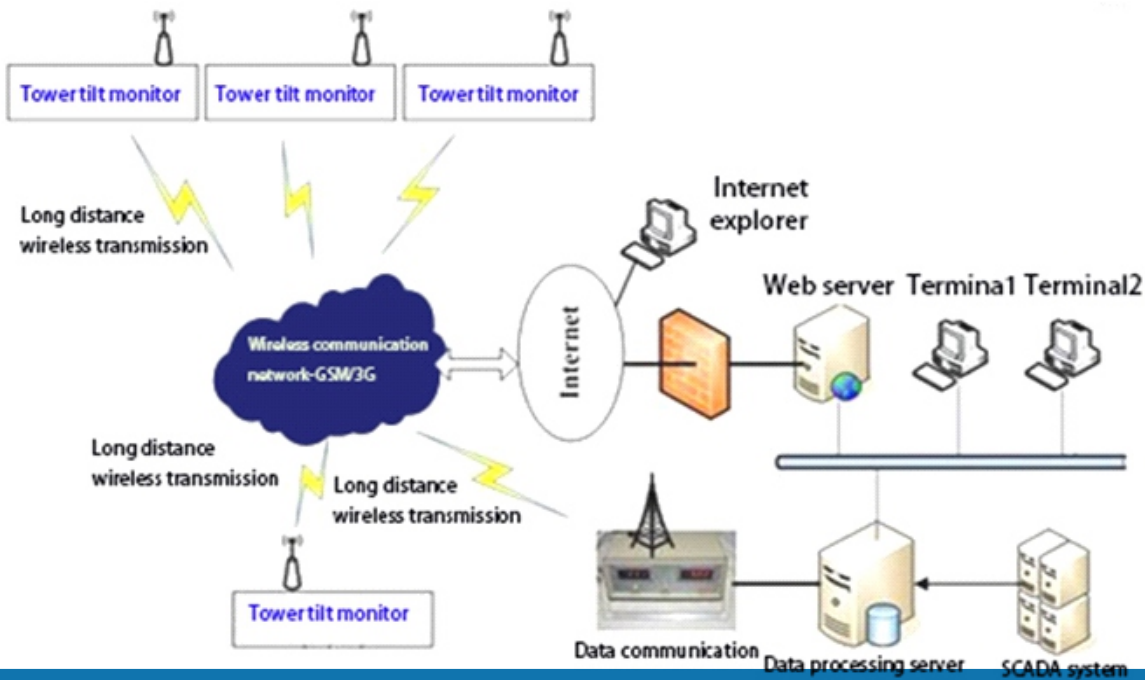 Tower tilt monitor
Tower tilt monitor
Tower tilt monitor
Long distance
wireless transmission
Internet
explorer
Web server
Termina1
Terminal2
Wireless communication
network-GSM/3G
Internet
Long distance
wireless transmission
Long distance
wireless transmission
Tower tilt monitor
Data communication
Data processing server
SCADA system